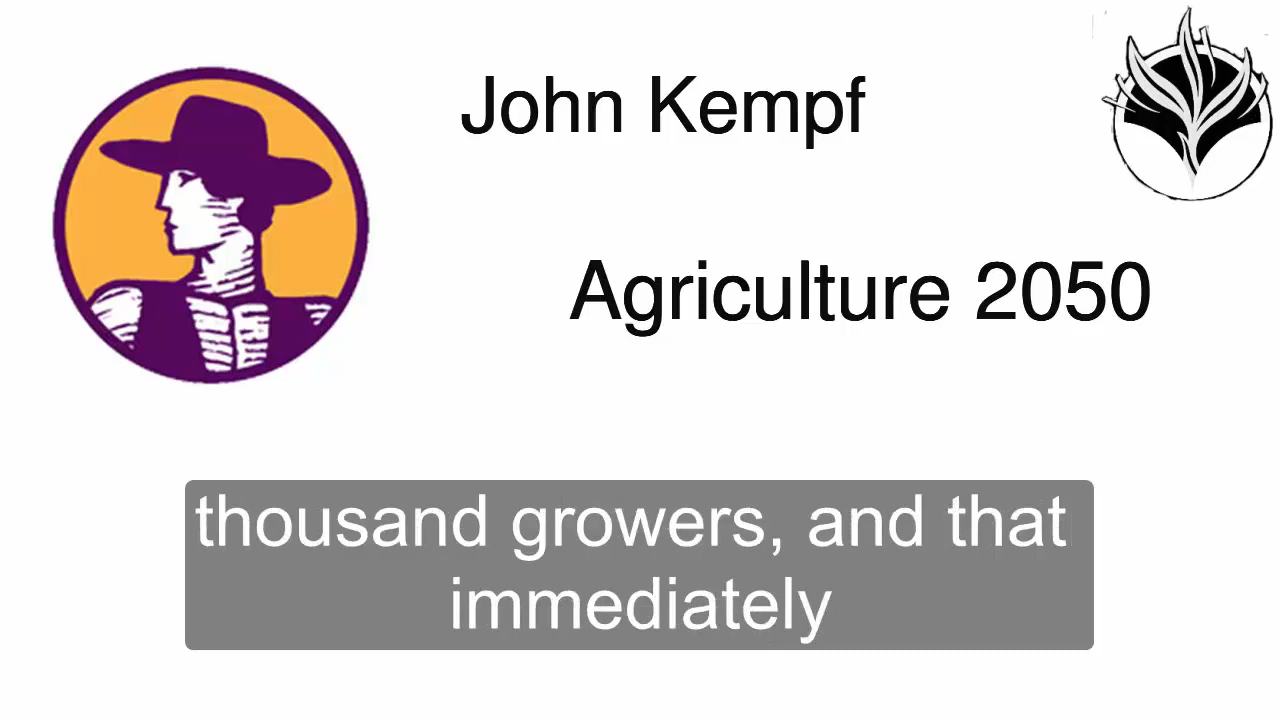 John Kempf
Agriculture 2050
thousand growers, and that
immediately